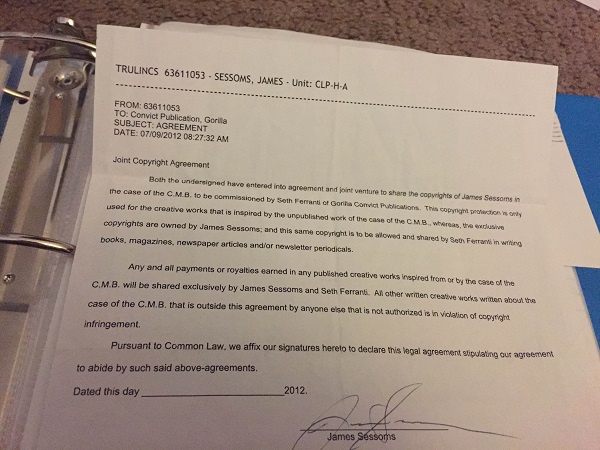 TRULINCS 63611053 - SESSOMS, JAMES - Unit: CLP-H-A
FROM: 63611053
TO: Convict Publication, Gorilla
SUBJECT: AGREEMENT
DATE: 07/09/2012 08:27:32 AM
Joint Copyright Agreement
Both the undersigned have entered into agreement and joint venture to share the copyrights of James Sessoms in
the case of the C.M.B. to be commissioned by Seth Ferranti of Gorilla Convict Publications. This copyright protection is only
used for the creative works that is inspired by the unpublished work of the case of the C.M.B., whereas, the exclusive
copyrights are owned by James Sessoms; and this same copyright is to be allowed and shared by Seth Ferranti in writing
books, magazines, newspaper articles and/or newsletter periodicals.
Any and all payments or royalties earned in any published creative works inspired from or by the case of the
C.M.B. will be shared exclusively by James Sessoms and Seth Ferranti. All other written creative works written about the
case of the C.M.B. that is outside this agreement by anyone else that is not authorized is in violation of copyright
infringement.
Pursuant to Common Law, we affix our signatures hereto to declare this legal agreement stipulating our agreement
to abide by such said above-agreements.
Dated this day ________________________ 2012.
James Sessoms